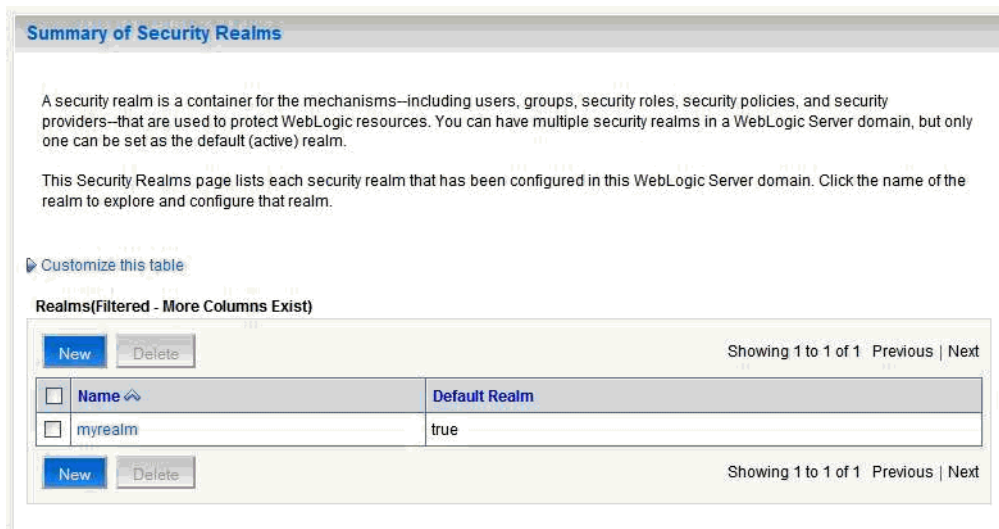 Summary of Security Realms
A security realm is a container for the mechanisms--including users, groups, security roles, security policies, and security
providers--that are used to protect WebLogic resources. You can have multiple security realms in a WebLogic Server domain, but only
one can be set as the default (active) realm.
This Security Realms page lists each security realm that has been configured in this WebLogic Server domain. Click the name of the
realm to explore and configure that realm.
Customize this table
Realms(Filtered - More Columns Exist)
New Delete Showing 1 to 1 of 1 Previous | Next
Name Default Realm
myrealm true
New Delete Showing 1 to 1 of 1 Previous | Next